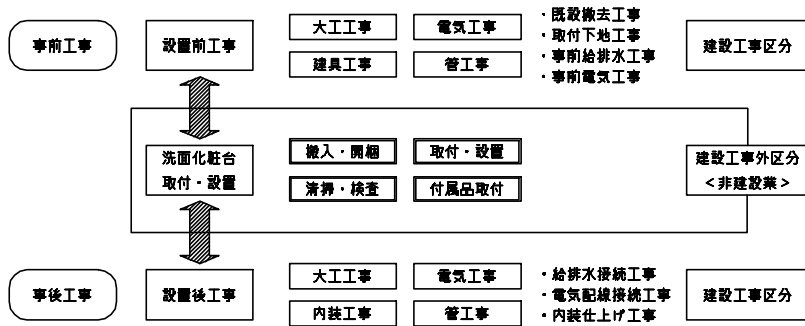 事前工事
設置前工事
大工工事
電気工事
建具工事
管工事
・既設撤去工事
・取付下地工事
・事前給排水工事
・事前電気工事
建設工事区分
洗面化粧台
取付・設置
搬入・開梱
取付・設置
清掃・検査
付属品取付
建設工事外区分
<非建設業>
事後工事
設置後工事
大工工事
電気工事
内装工事
管工事
・給排水接続工事
・電気配線接続工事
・内装仕上げ工事
建設工事区分